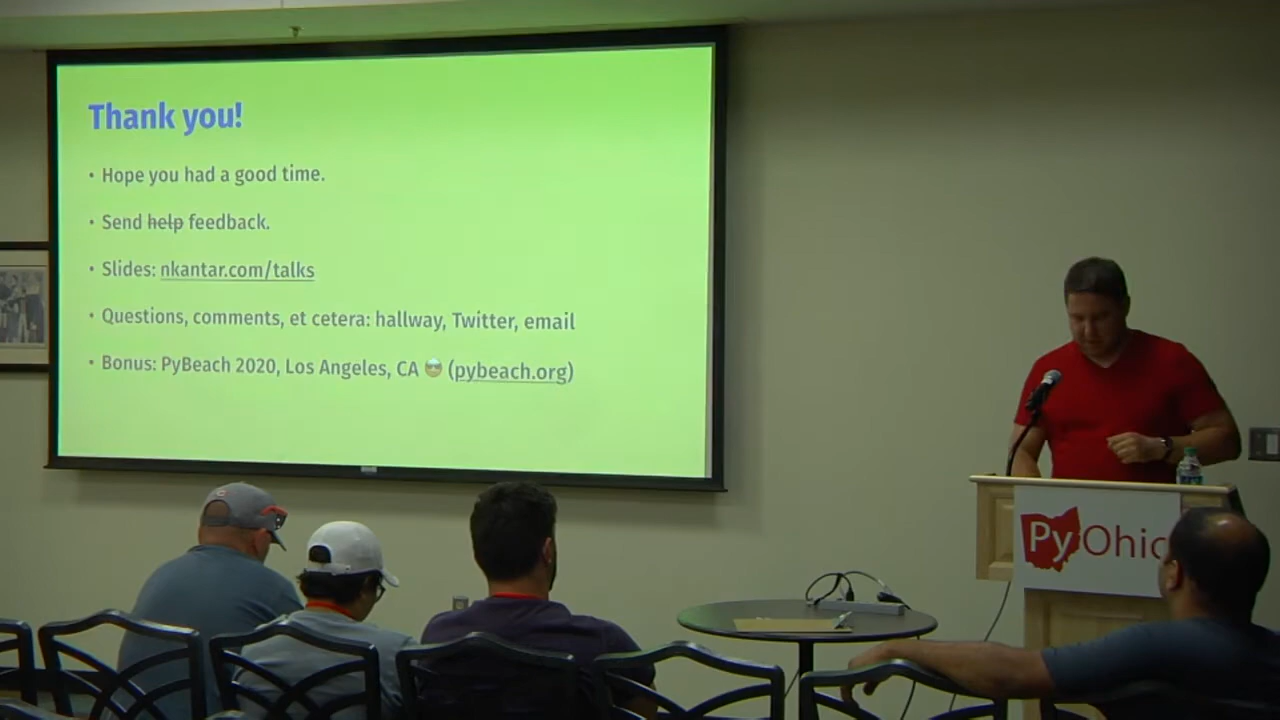 Thank you!
• Hope you had a good time.
• Send help feedback.
• Slides: nkantar.com/talks
• Questions, comments, et cetera: hallway, Twitter, email
• Bonus: PyBeach 2020, Los Angeles, CA 😎 (pybeach.org)
PyOhio